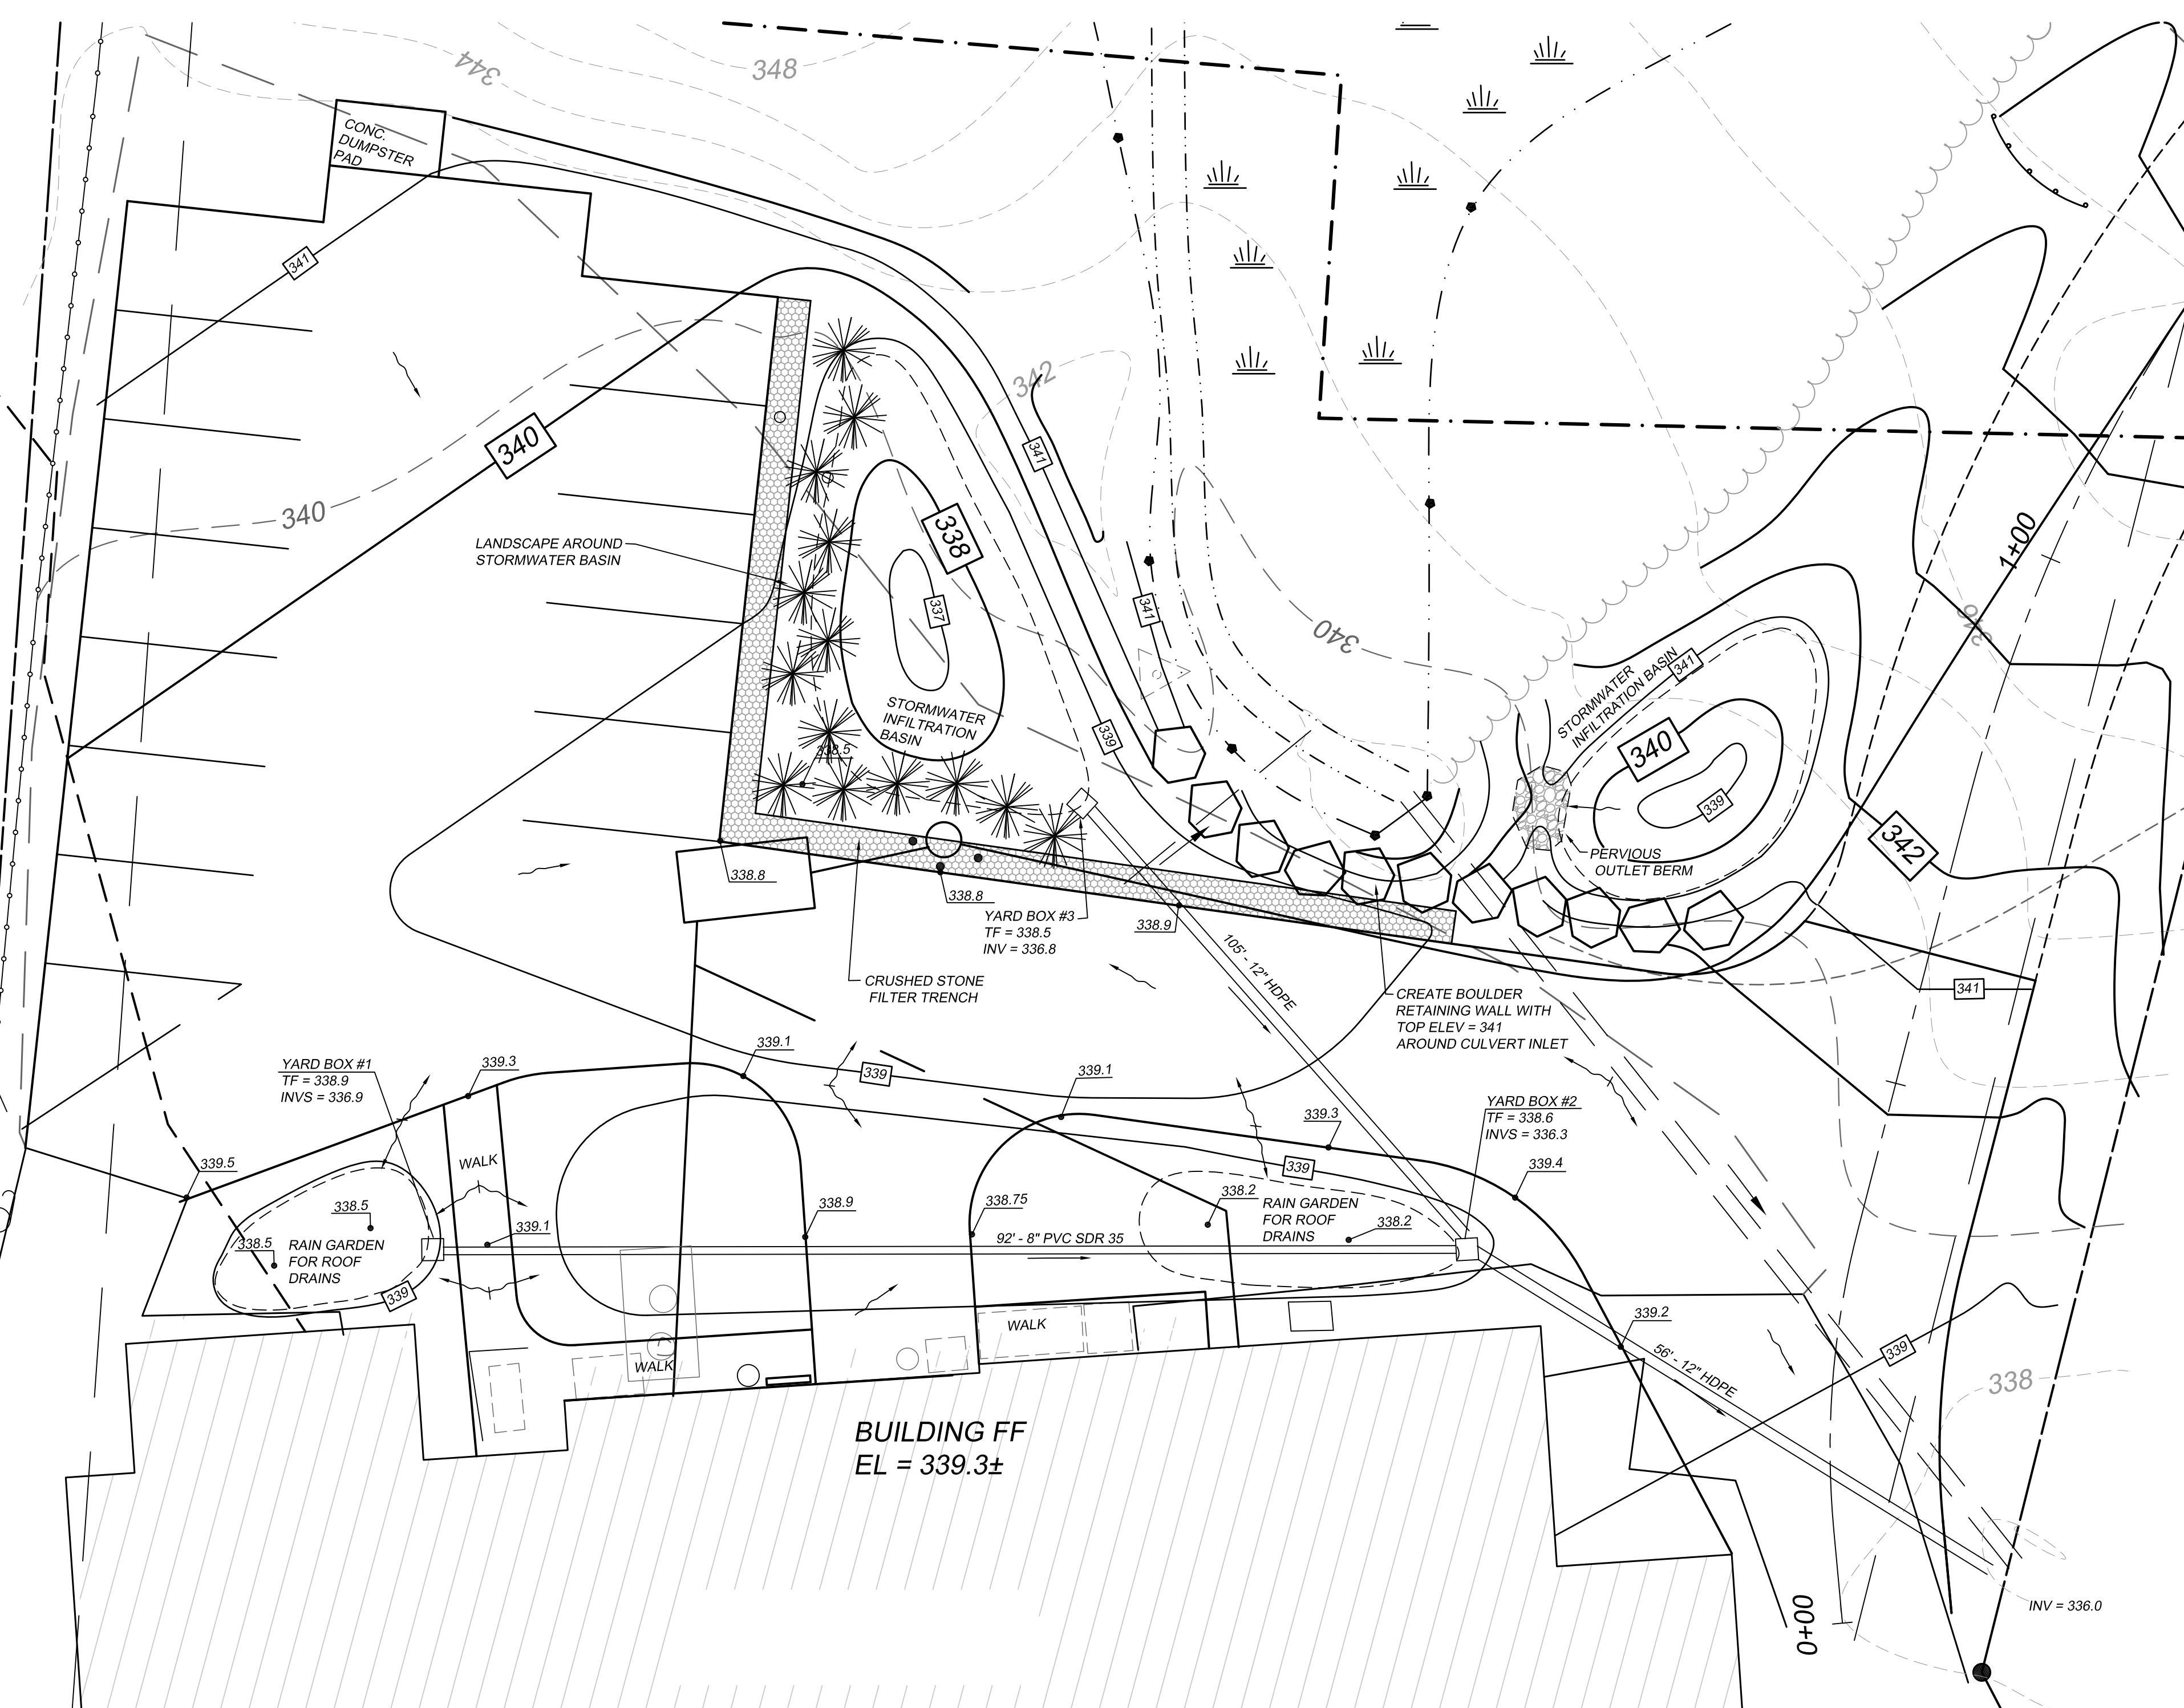 344
348
CONC.
DUMPSTER
PAD
341
340
340
342
341
338
LANDSCAPE AROUND
STORMWATER BASIN
337
341
340
1+00
340
STORMWATER
INFILTRATION
BASIN
338.5
339
STORMWATER
INFILTRATION BASIN
341
340
339
342
PERVIOUS
OUTLET BERM
338.8
338.8
338.9
YARD BOX #3
TF = 338.5
INV = 336.8
CRUSHED STONE
FILTER TRENCH
105' - 12" HDPE
CREATE BOULDER
RETAINING WALL WITH
TOP ELEV = 341
AROUND CULVERT INLET
341
YARD BOX #1
TF = 338.9
INVS = 336.9
339.3
339.1
339
339.1
339.3
YARD BOX #2
TF = 338.6
INVS = 336.3
339.5
WALK
339
339.4
338.5
338.5
RAIN GARDEN
FOR ROOF
DRAINS
339
339.1
338.9
338.75
92' - 8" PVC SDR 35
338.2
RAIN GARDEN
FOR ROOF
DRAINS
338.2
WALK
WALK
339.2
56' - 12" HDPE
339
338
BUILDING FF
EL = 339.3±
0+00
INV = 336.0